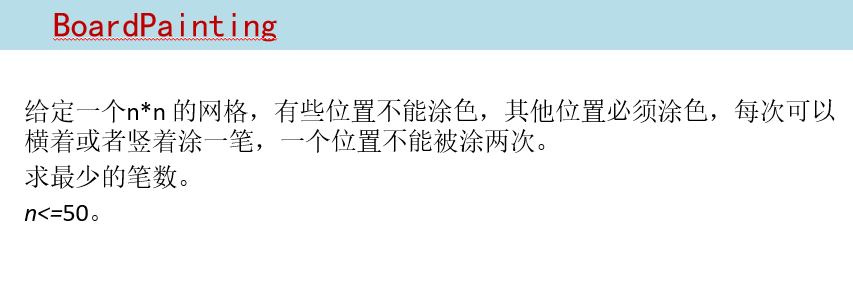 BoardPainting
给定一个n*n 的网格，有些位置不能涂色，其他位置必须涂色，每次可以
横着或者竖着涂一笔，一个位置不能被涂两次。
求最少的笔数。
n<=50。